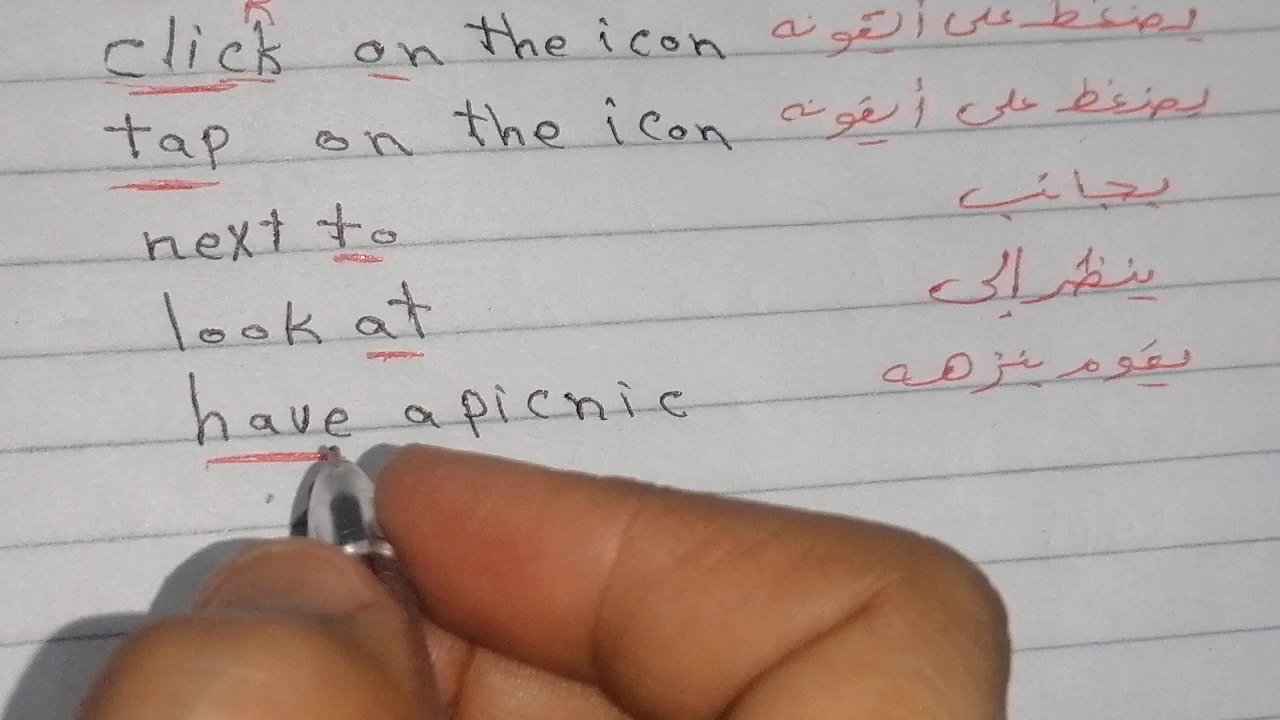 click on the icon يضغط على أيقونه
tap on the icon يضغط على أيقونه
next to بجانب
look at ينظر إلى
have a picnic يقوم بنزهه